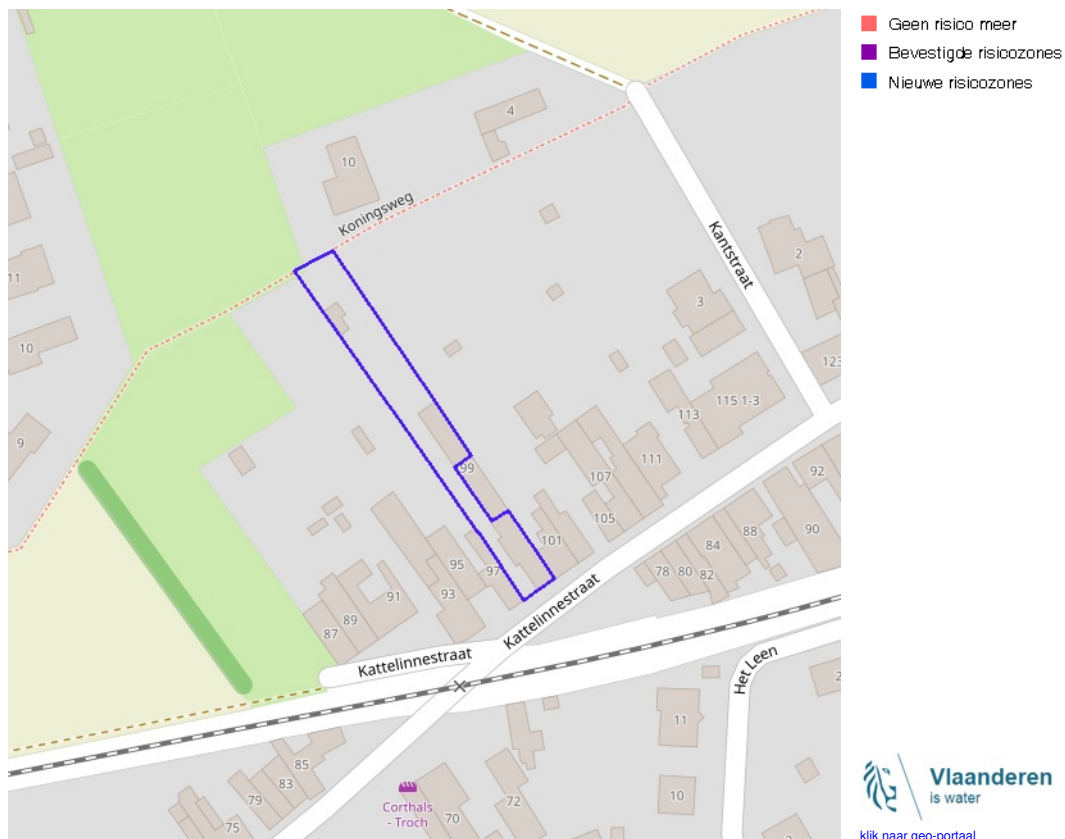 Geen risico meer
Bevestigde risicozones
Nieuwe risicozones
4
10
Koningsweg
Kantstraat
2
11
3
10
123
115 1-3
113
9
99
107
111
92
105
101
88
90
95
84
97
78
80
82
91
93
89
87
Kattelinnestraat
Kattelinnestraat
Het Leen
2
11
85
83
79
75
Corthals
- Troch
72
70
10
Vlaanderen
is water
klik naar geo-portaal